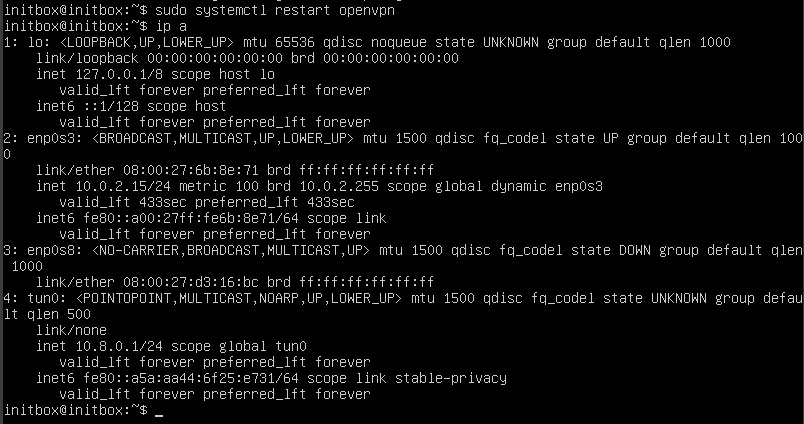 initbox@initbox:~$ sudo systemctl restart openvpn
initbox@initbox:~$ ip a
1: lo: <LOOPBACK,UP,LOWER_UP> mtu 65536 qdisc noqueue state UNKNOWN group default qlen 1000
    link/loopback 00:00:00:00:00:00 brd 00:00:00:00:00:00
    inet 127.0.0.1/8 scope host lo
       valid_lft forever preferred_lft forever
    inet6 ::1/128 scope host
       valid_lft forever preferred_lft forever
2: enp0s3: <BROADCAST,MULTICAST,UP,LOWER_UP> mtu 1500 qdisc fq_codel state UP group default qlen 100
0
    link/ether 08:00:27:6b:8e:71 brd ff:ff:ff:ff:ff:ff
    inet 10.0.2.15/24 metric 100 brd 10.0.2.255 scope global dynamic enp0s3
       valid_lft 433sec preferred_lft 433sec
    inet6 fe80::a00:27ff:fe6b:8e71/64 scope link
       valid_lft forever preferred_lft forever
3: enp0s8: <NO-CARRIER,BROADCAST,MULTICAST,UP> mtu 1500 qdisc fq_codel state DOWN group default qlen
 1000
    link/ether 08:00:27:d3:16:bc brd ff:ff:ff:ff:ff:ff
4: tun0: <POINTOPOINT,MULTICAST,NOARP,UP,LOWER_UP> mtu 1500 qdisc fq_codel state UNKNOWN group defau
lt qlen 500
    link/none
    inet 10.8.0.1/24 scope global tun0
       valid_lft forever preferred_lft forever
    inet6 fe80::a5a:aa44:6f25:e731/64 scope link stable-privacy
       valid_lft forever preferred_lft forever
initbox@initbox:~$ _